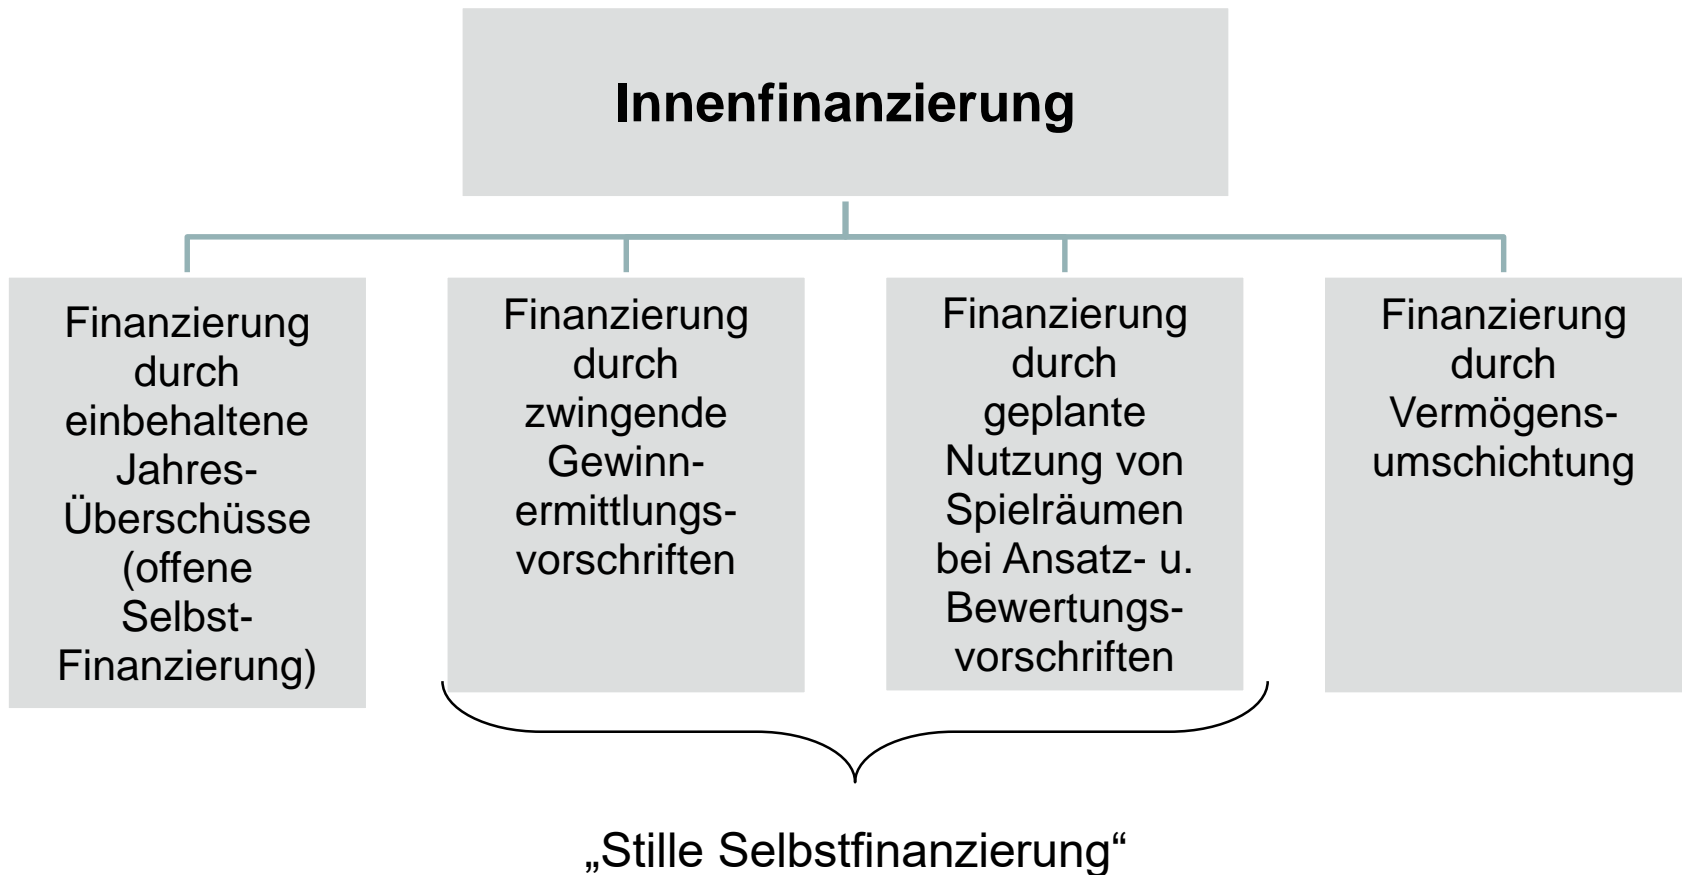 Innenfinanzierung
Finanzierung
durch
einbehaltene
Jahres-
Überschüsse
(offene
Selbst-
Finanzierung)
Finanzierung
durch
zwingende
Gewinn-
ermittlungs-
vorschriften
Finanzierung
durch
geplante
Nutzung von
Spielräumen
bei Ansatz- u.
Bewertungs-
vorschriften
Finanzierung
durch
Vermögens-
umschichtung
„Stille Selbstfinanzierung“